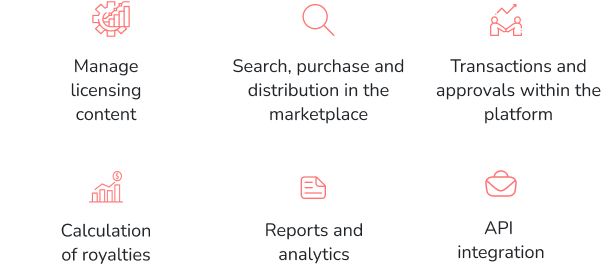 Manage
licensing
content
Search, purchase and
distribution in the
marketplace
Transactions and
approvals within the
platform
Calculation
of royalties
Reports and
analytics
API
integration